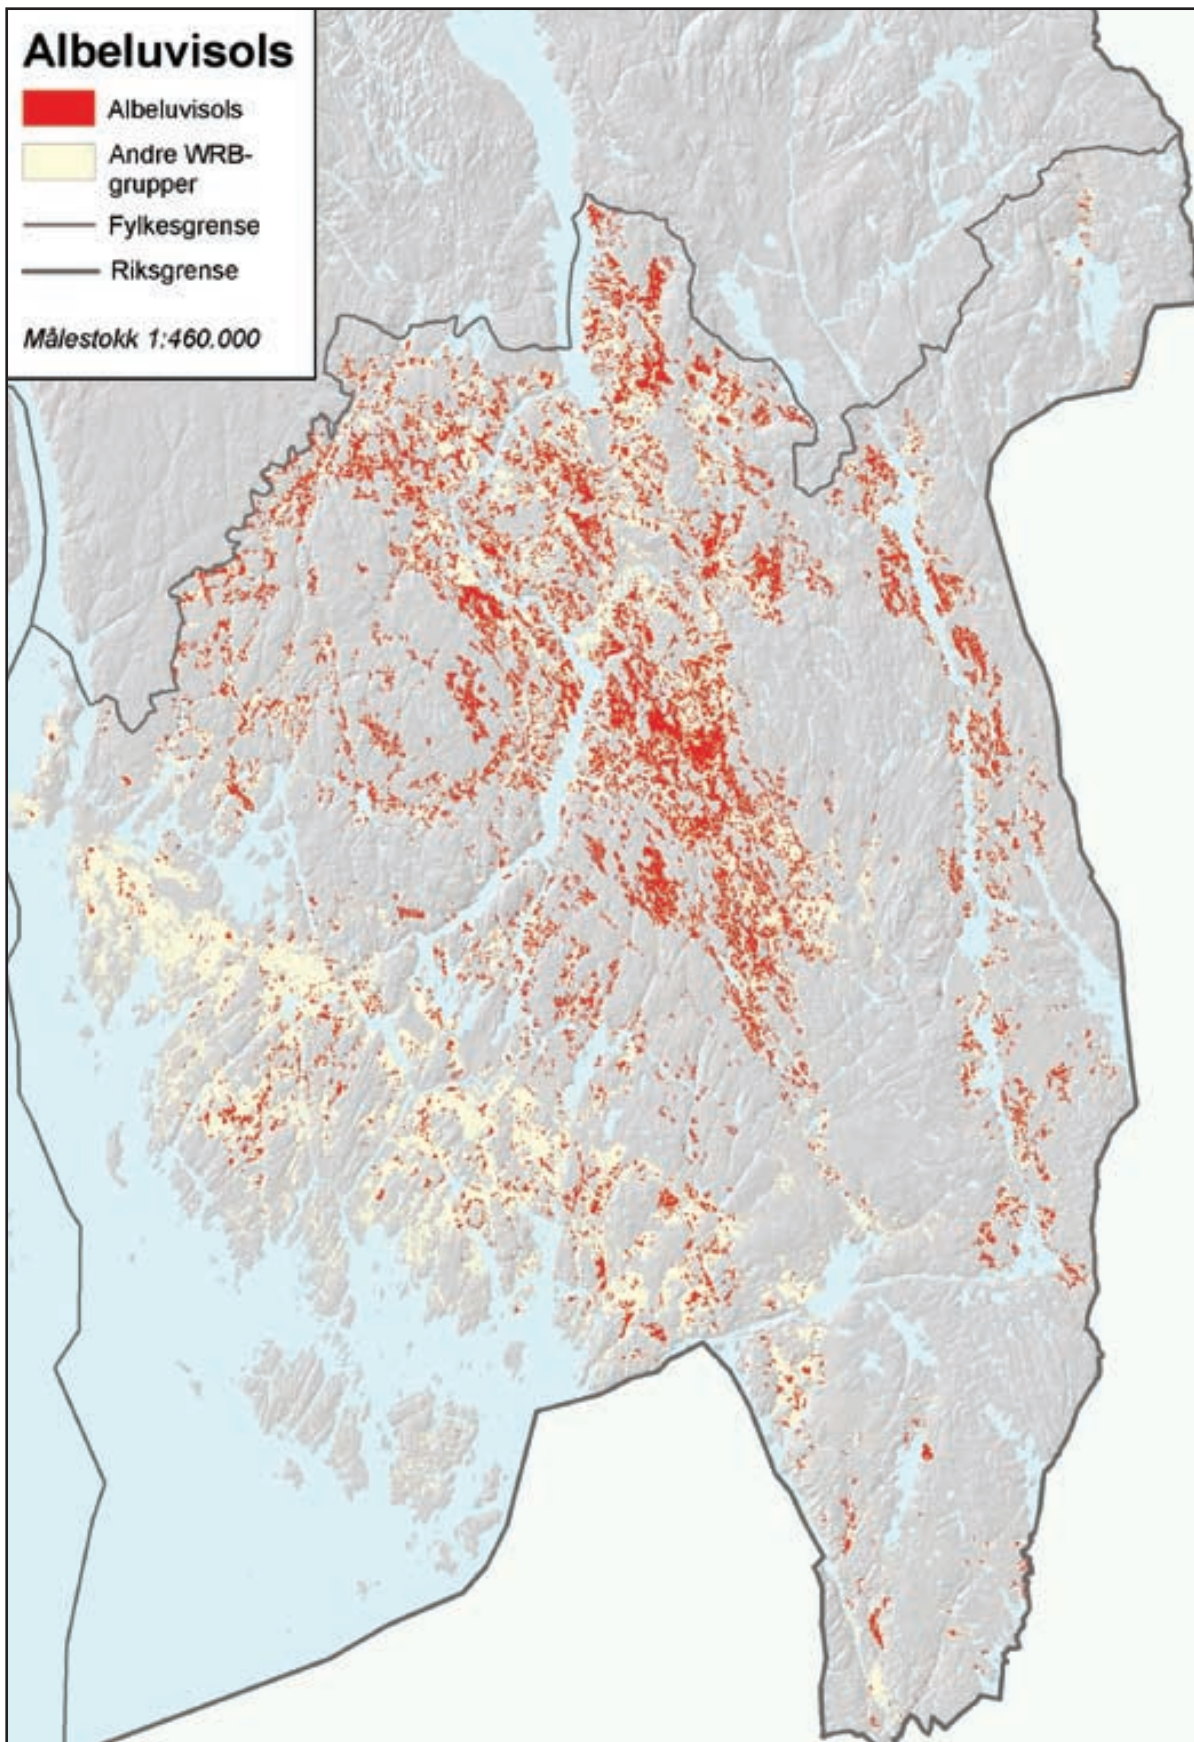 Albeluvisols
Albeluvisols
Andre WRB-
grupper
Fylkesgrense
Riksgrense
Målestokk 1:460.000